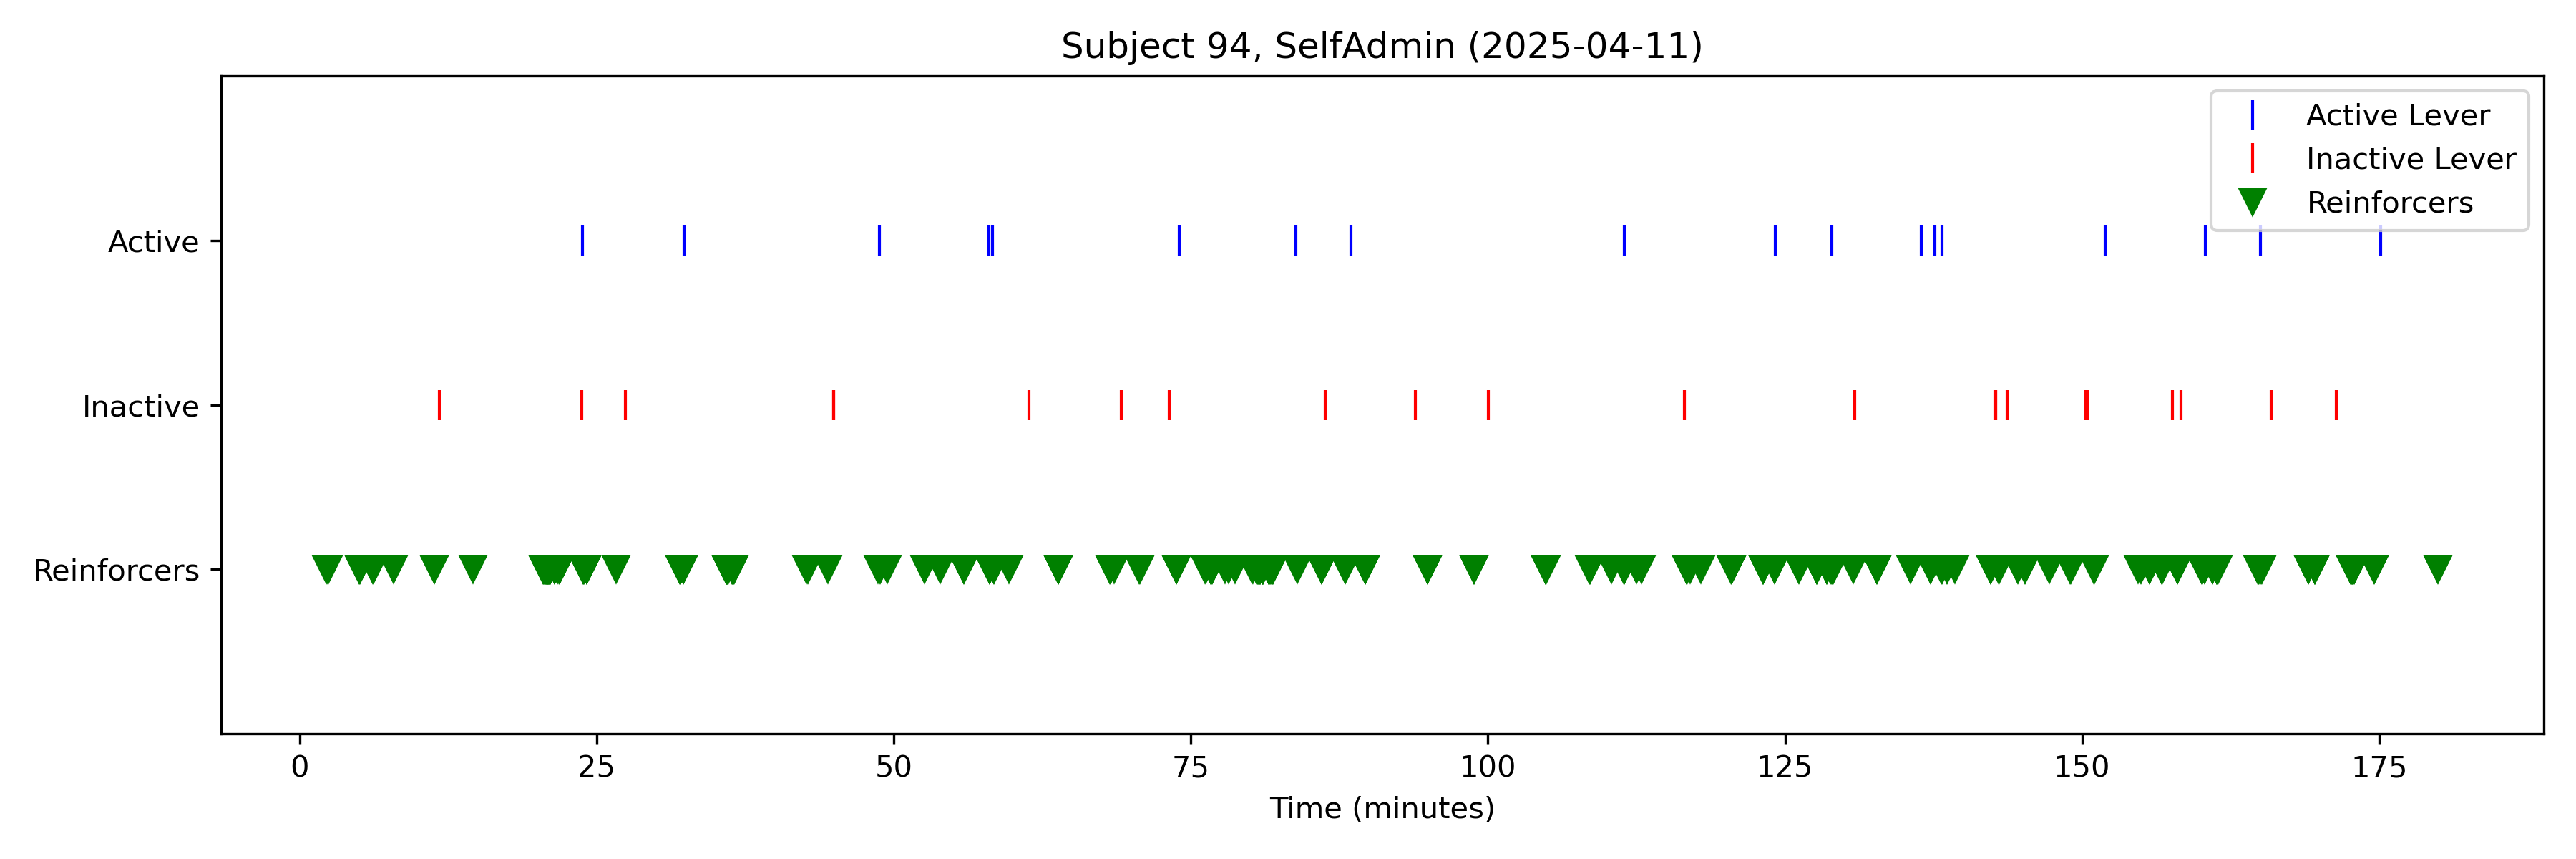 Subject 94, SelfAdmin (2025-04-11)
Active Lever
Inactive Lever
Reinforcers
Active
Inactive
Reinforcers
0 25 50 75 100 125 150 175
Time (minutes)